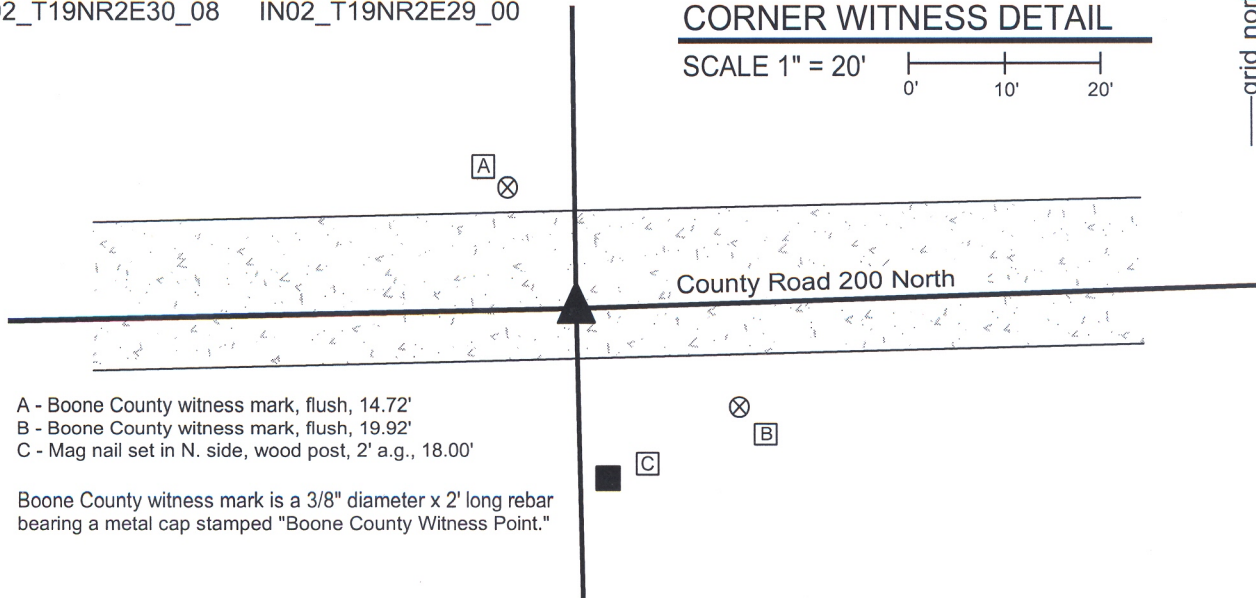 02_T19NR2E30_08 IN02_T19NR2E29_00
CORNER WITNESS DETAIL
SCALE 1" = 20'
0' 10' 20'
grid nor
A
County Road 200 North
A - Boone County witness mark, flush, 14.72'
B - Boone County witness mark, flush, 19.92'
C - Mag nail set in N. side, wood post, 2' a.g., 18.00'
B
C
Boone County witness mark is a 3/8" diameter x 2' long rebar
bearing a metal cap stamped "Boone County Witness Point."